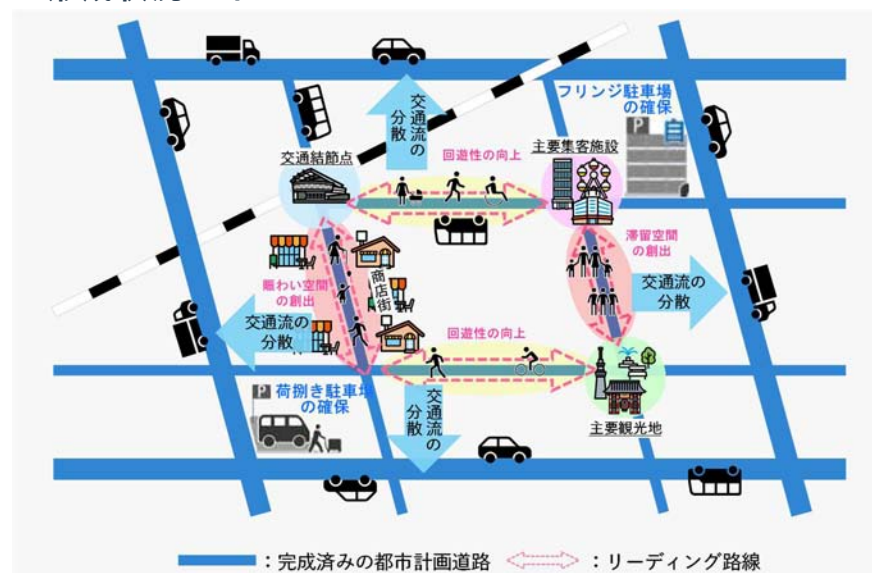 フリンジ駐車場
の確保
交通流の
分散
交通結節点
回遊性の向上
主要集客施設
P
滞留空間
の創出
賑わい空間
の創出
商店街
交通流の
分散
交通流の
分散
回遊性の向上
P
荷捌き駐車場
の確保
交通流の
分散
主要観光地
:完成済みの都市計画道路
:リーディング路線